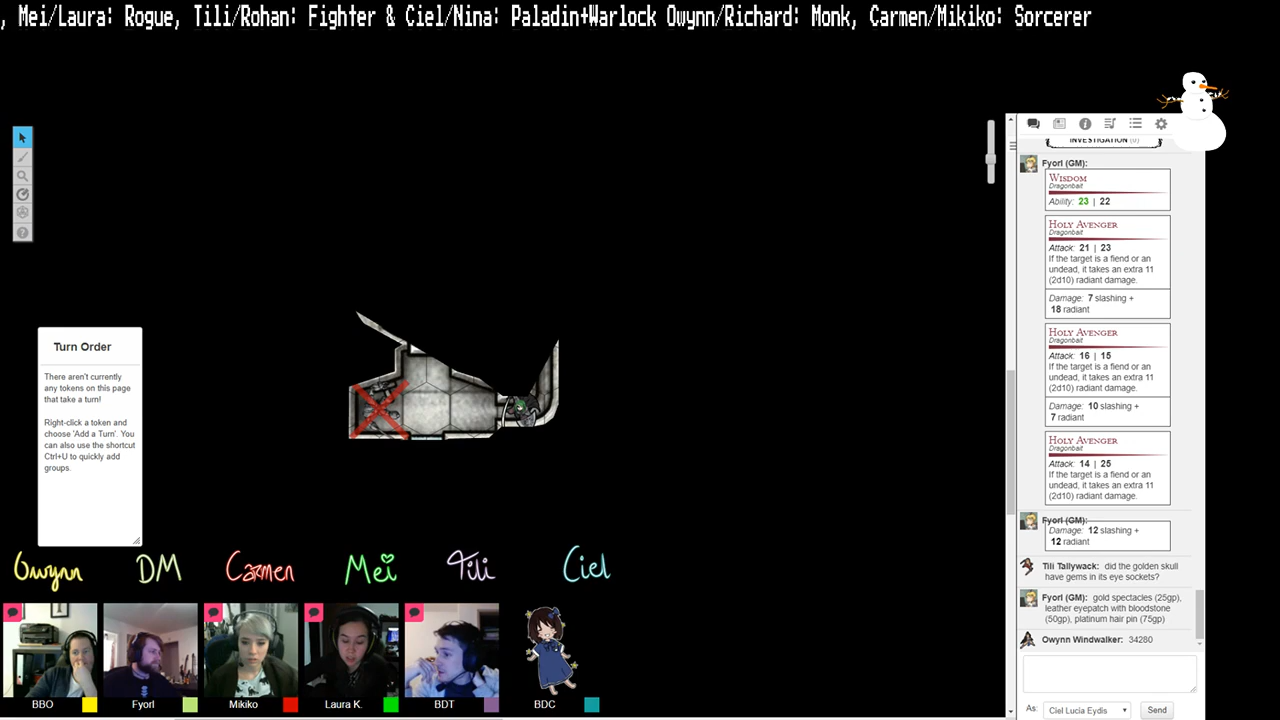 , Mei/Laura: Rogue, Tili/Rohan: Fighter & Ciel/Nina: Paladin+Warlock Owynn/Richard: Monk, Carmen/Mikiko: Sorcerer
Turn Order
There aren't currently
any tokens on this page
that take a turn!
Right-click a token and
choose 'Add a Turn'. You
can also use the shortcut
Ctrl+U to quickly add
groups.
INVESTIGATION (0)
Fyorl (GM):
WISDOM
Dragonbait
Ability: 23 | 22
HOLY AVENGER
Dragonbait
Attack: 21 | 23
If the target is a fiend or an
undead, it takes an extra 11
(2d10) radiant damage.
Damage: 7 slashing +
18 radiant
HOLY AVENGER
Dragonbait
Attack: 16 | 15
If the target is a fiend or an
undead, it takes an extra 11
(2d10) radiant damage.
Damage: 10 slashing +
7 radiant
HOLY AVENGER
Dragonbait
Attack: 14 | 25
If the target is a fiend or an
undead, it takes an extra 11
(2d10) radiant damage.
Fyorl (GM):
Damage: 12 slashing +
12 radiant
Tili Tallywack: did the golden skull
have gems in its eye sockets?
Fyorl (GM): gold spectacles (25gp),
leather eyepatch with bloodstone
(50gp), platinum hair pin (75gp)
Owynn Windwalker: 34280
As: Ciel Lucia Eydis Send
Owynn DM Carmen Mei Tili Ciel
BBO Fyorl Mikiko Laura K. BDT BDC